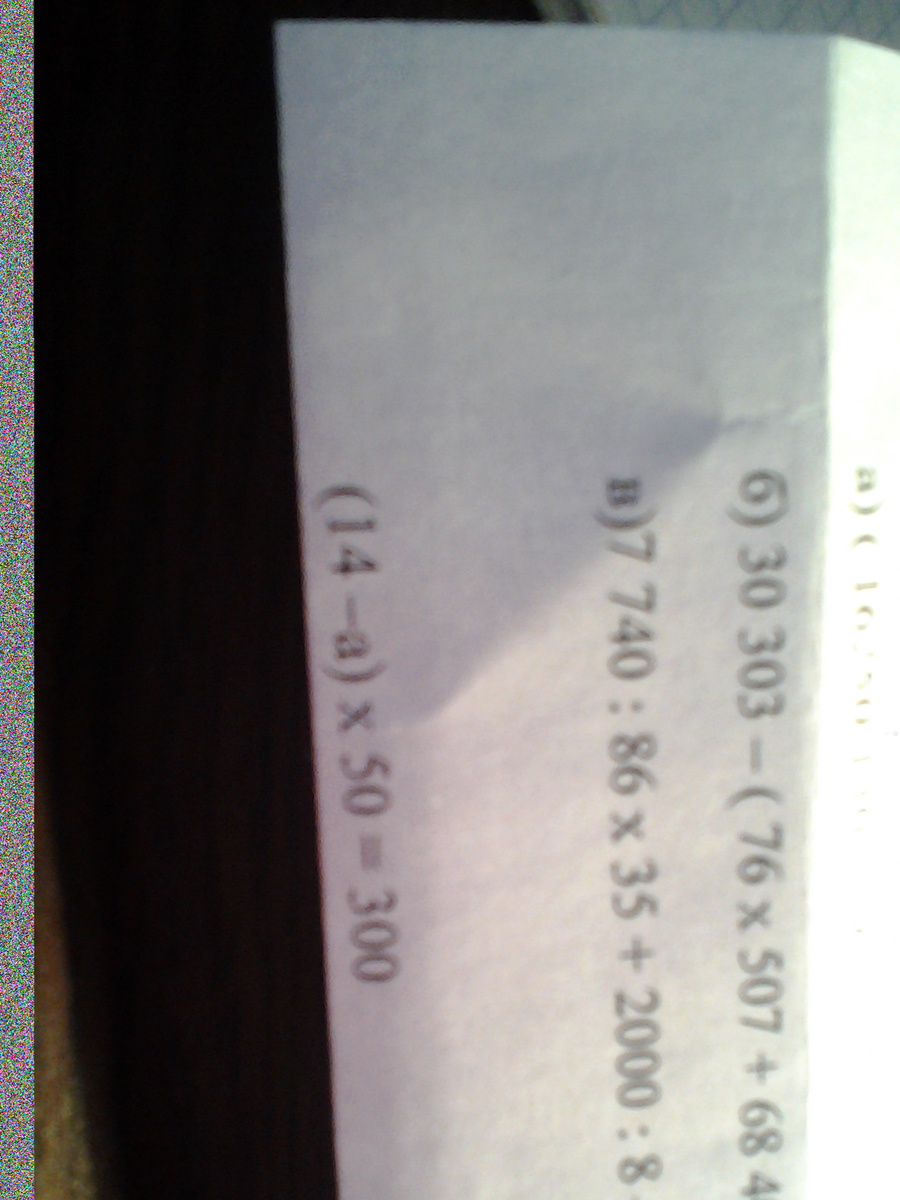 а) (
б) 30 303 – ( 76 x 507 + 68 4
в)7 740 : 86 x 35 + 2000 : 8
(14 –а) x 50 = 300